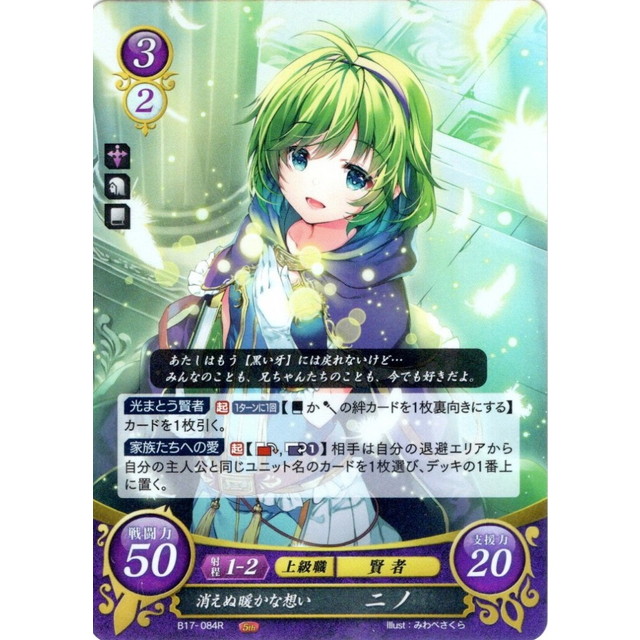 3
2
あたしはもう【黒い牙】には戻れないけど…
みんなのことも、兄ちゃんたちのことも、今でも好きだよ。
光まとう賢者 起 1ターンに1回【か の絆カードを1枚裏向きにする】
カードを1枚引く。
家族たちへの愛 起【 , 1】相手は自分の退避エリアから
自分の主人公と同じユニット名のカードを1枚選び、デッキの1番上
に置く。
戦闘力
50
射程 1-2 上級職 賢者
支援力
20
消えぬ暖かな想い ニノ
B17-084R Illust:みわべさくら